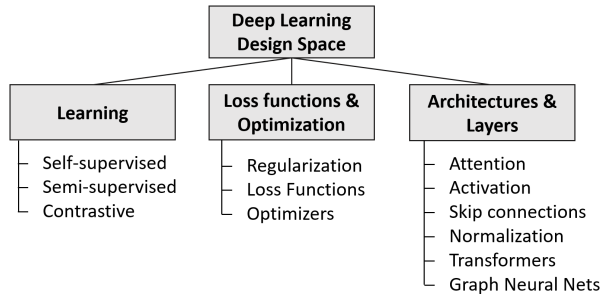 Deep Learning
Design Space
Learning
Self-supervised
Semi-supervised
Contrastive
Loss functions &
Optimization
Regularization
Loss Functions
Optimizers
Architectures &
Layers
Attention
Activation
Skip connections
Normalization
Transformers
Graph Neural Nets